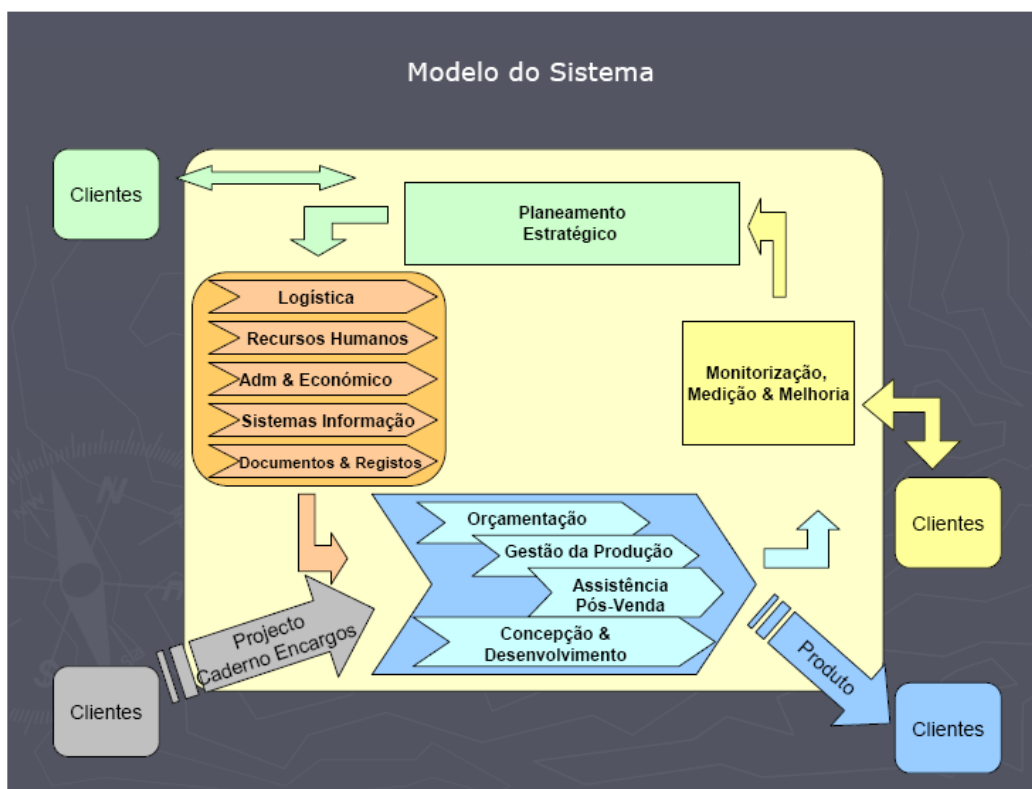 Modelo do Sistema
Clientes
Planeamento
Estratégico
Logística
Recursos Humanos
Adm & Económico
Sistemas Informação
Documentos & Registos
Monitorização,
Medição & Melhoria
Clientes
Orçamentação
Gestão da Produção
Assistência
Pós-Venda
Concepção &
Desenvolvimento
Projecto
Caderno Encargos
Clientes
Produto
Clientes
N
S